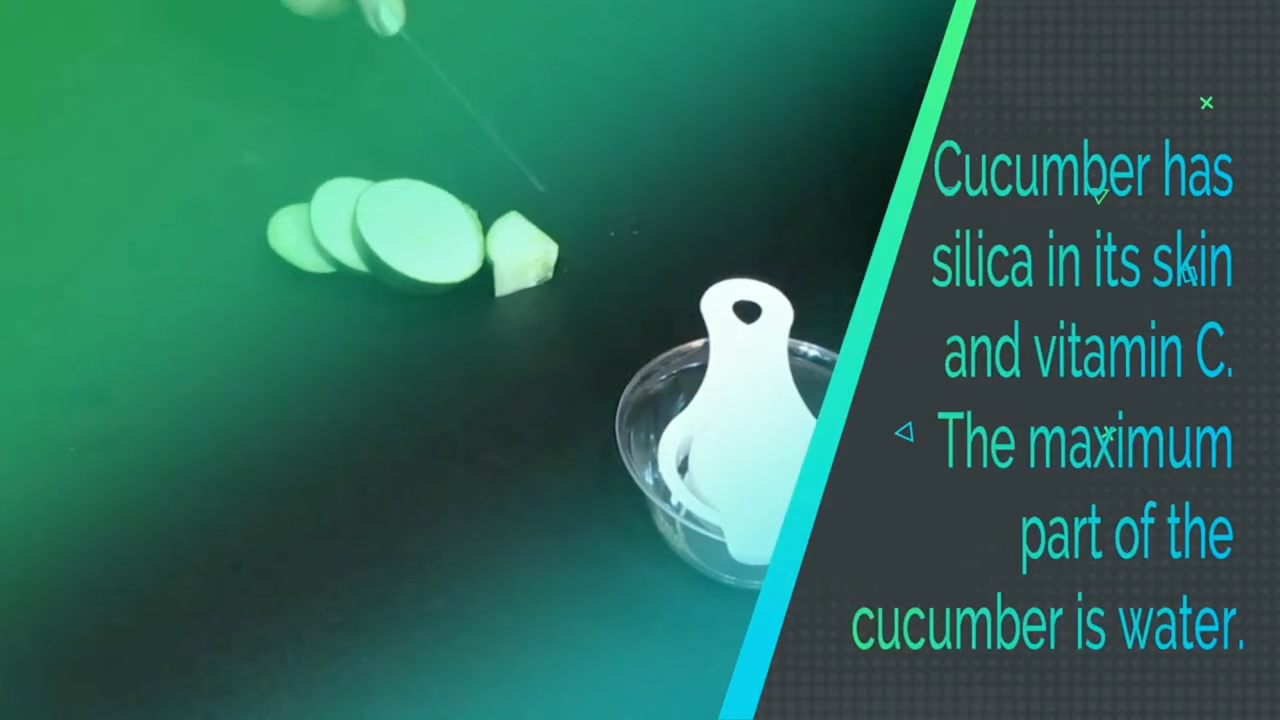 Cucumber has
silica in its skin
and vitamin C.
The maximum
part of the
cucumber is water.